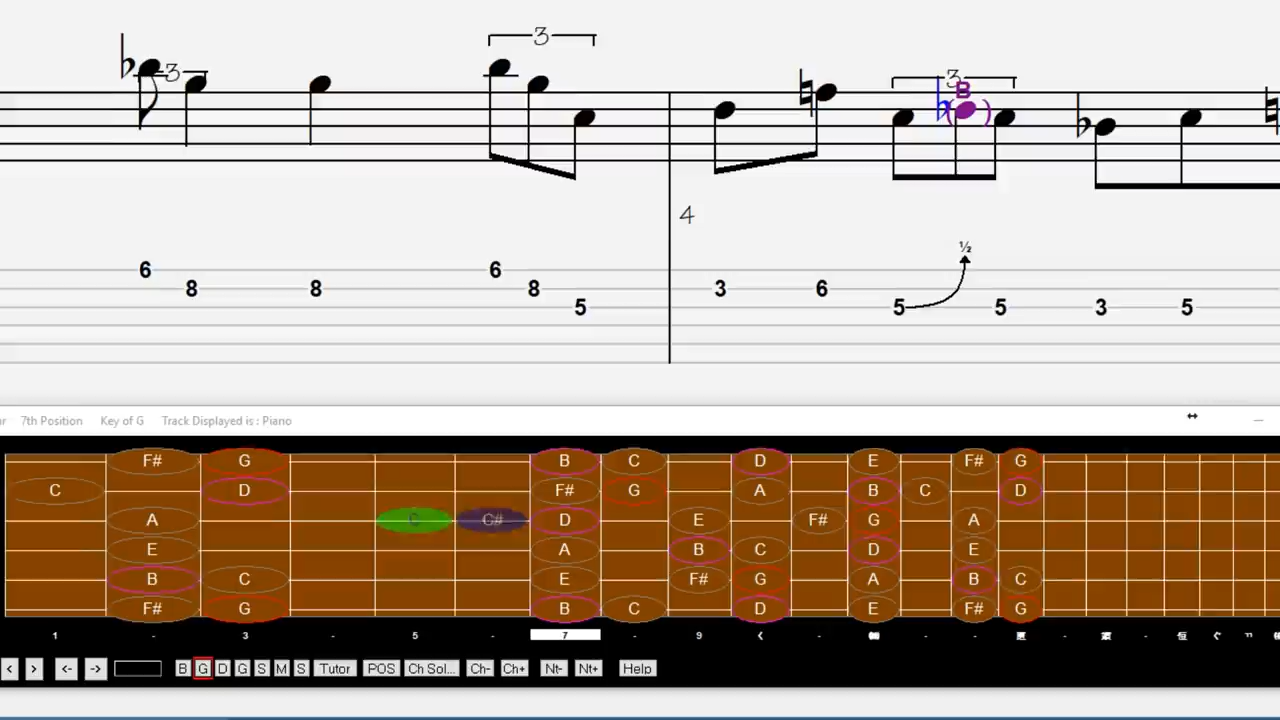 3
3
3
B
4
½
6 6
8 8 8 3 6
5 5 5 3 5
7th Position Key of G Track Displayed is : Piano
F# G B C D E F# G
C D F# G A B C D
A C C# D E F# G A
E A B C D E
B C E F# G A B C
F# G B C D E F# G
1 - 3 - 5 - 7 - 9 - - - - - -
< > <- -> B G D G S M S Tutor POS Ch Sol... Ch- Ch+ Nt- Nt+ Help